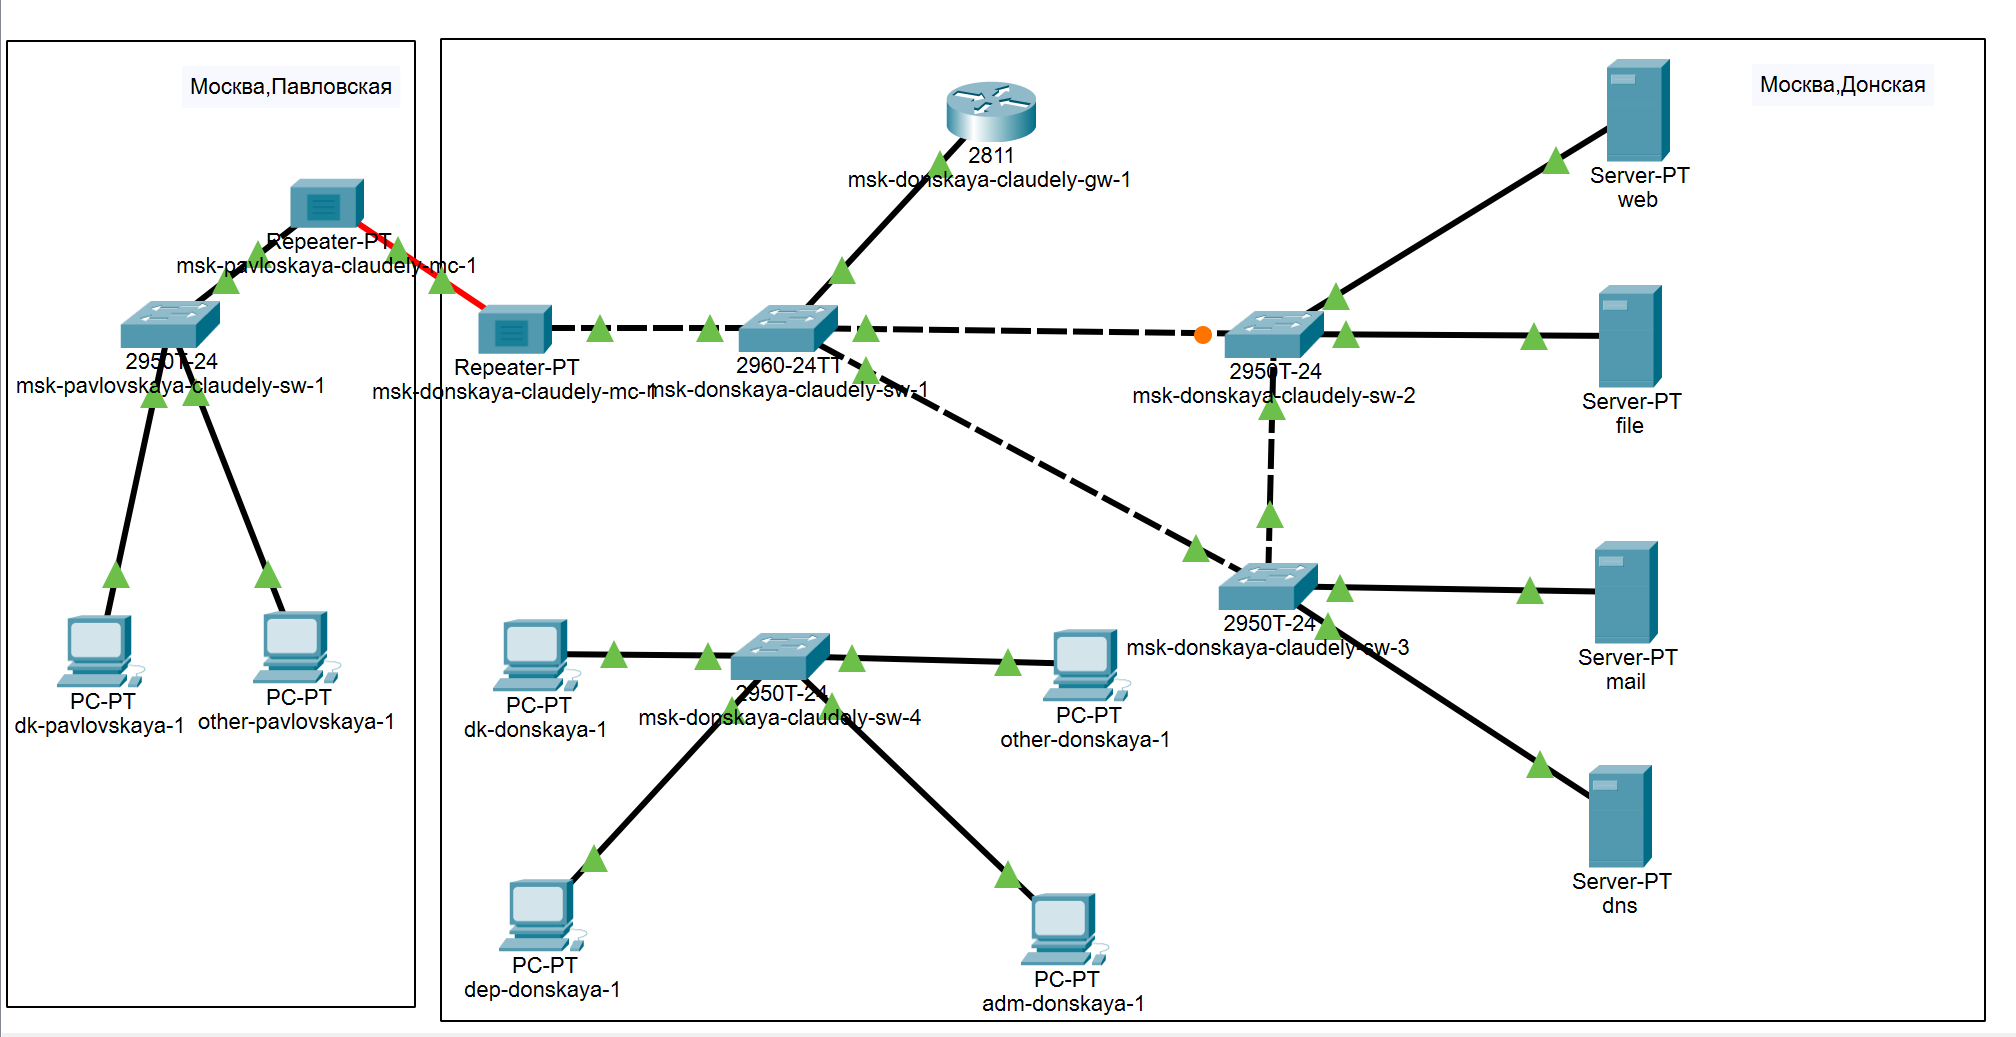 Москва,Павловская
Repeater-PT
msk-pavloskaya-claudely-mc-1
2950T-24
msk-pavlovskaya-claudely-sw-1
PC-PT
dk-pavlovskaya-1
PC-PT
other-pavlovskaya-1
Москва,Донская
2811
msk-donskaya-claudely-gw-1
Repeater-PT
msk-donskaya-claudely-mc-1
2960-24TT
msk-donskaya-claudely-sw-1
2950T-24
msk-donskaya-claudely-sw-2
Server-PT
web
Server-PT
file
2950T-24
msk-donskaya-claudely-sw-3
Server-PT
mail
Server-PT
dns
PC-PT
dk-donskaya-1
2950T-24
msk-donskaya-claudely-sw-4
PC-PT
other-donskaya-1
PC-PT
dep-donskaya-1
PC-PT
adm-donskaya-1